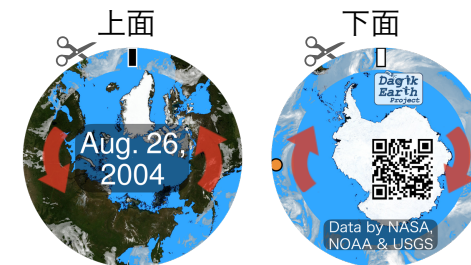 上面
下面
Aug. 26,
2004
Dagik
Earth
Project
Data by NASA,
NOAA & USGS